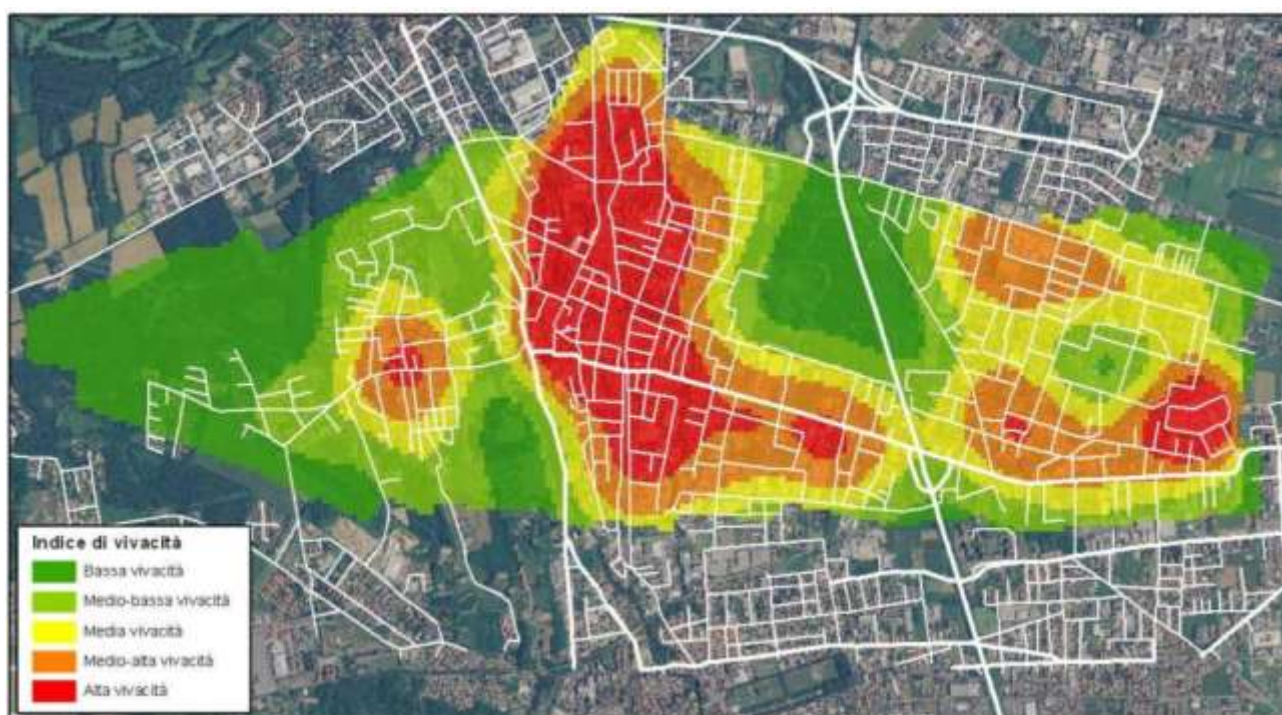 Indice di vivacità
Bassa vivacità
Medio-bassa vivacità
Media vivacità
Medio-alta vivacità
Alta vivacità